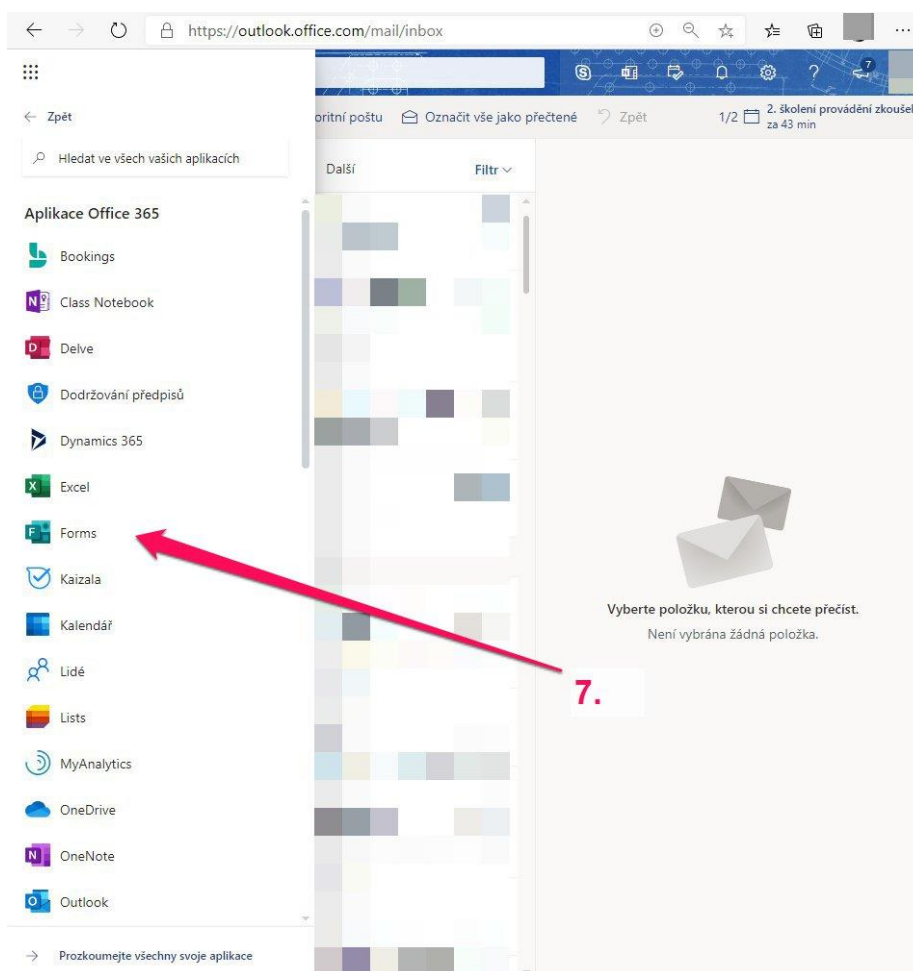 https://outlook.office.com/mail/inbox
7
Zpět
oritní poštu
Označit vše jako přečtené
Zpět
1/2
2. školení provádění zkoušel
za 43 min
Hledat ve všech vašich aplikacích
Další
Filtr
Aplikace Office 365
Bookings
Class Notebook
Delve
Dodržování předpisů
Dynamics 365
Excel
Forms
Kaizala
Kalendář
Lidé
Lists
MyAnalytics
OneDrive
OneNote
Outlook
Prozkoumejte všechny svoje aplikace
Vyberte položku, kterou si chcete přečíst.
Není vybrána žádná položka.
7.